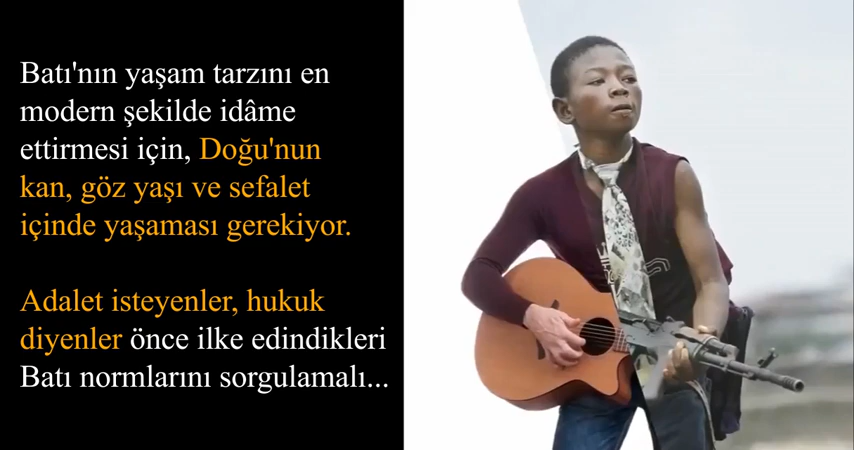 Batı'nın yaşam tarzını en
modern şekilde idâme
ettirmesi için, Doğu'nun
kan, göz yaşı ve sefalet
içinde yaşaması gerekiyor.
Adalet isteyenler, hukuk
diyenler önce ilke edindikleri
Batı normlarını sorgulamalı...